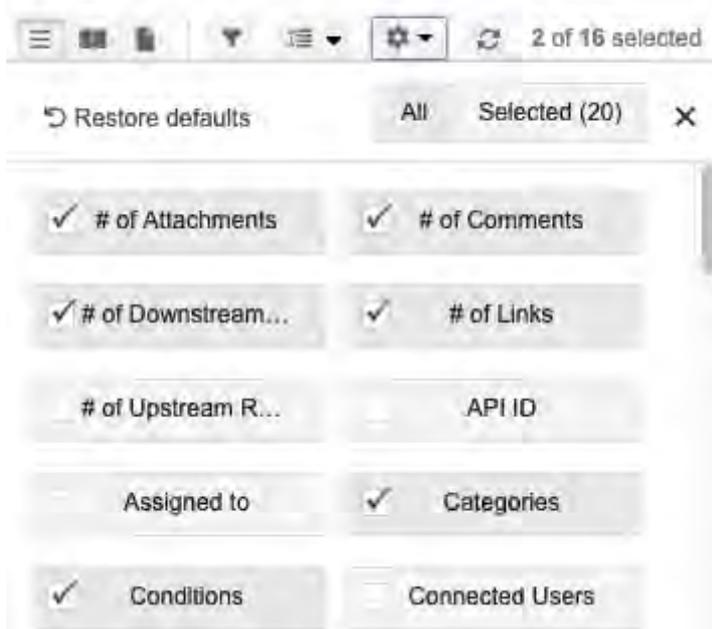 2 of 16 selected
Restore defaults All Selected (20)
# of Attachments # of Comments
# of Downstream... # of Links
# of Upstream R... API ID
Assigned to Categories
Conditions Connected Users